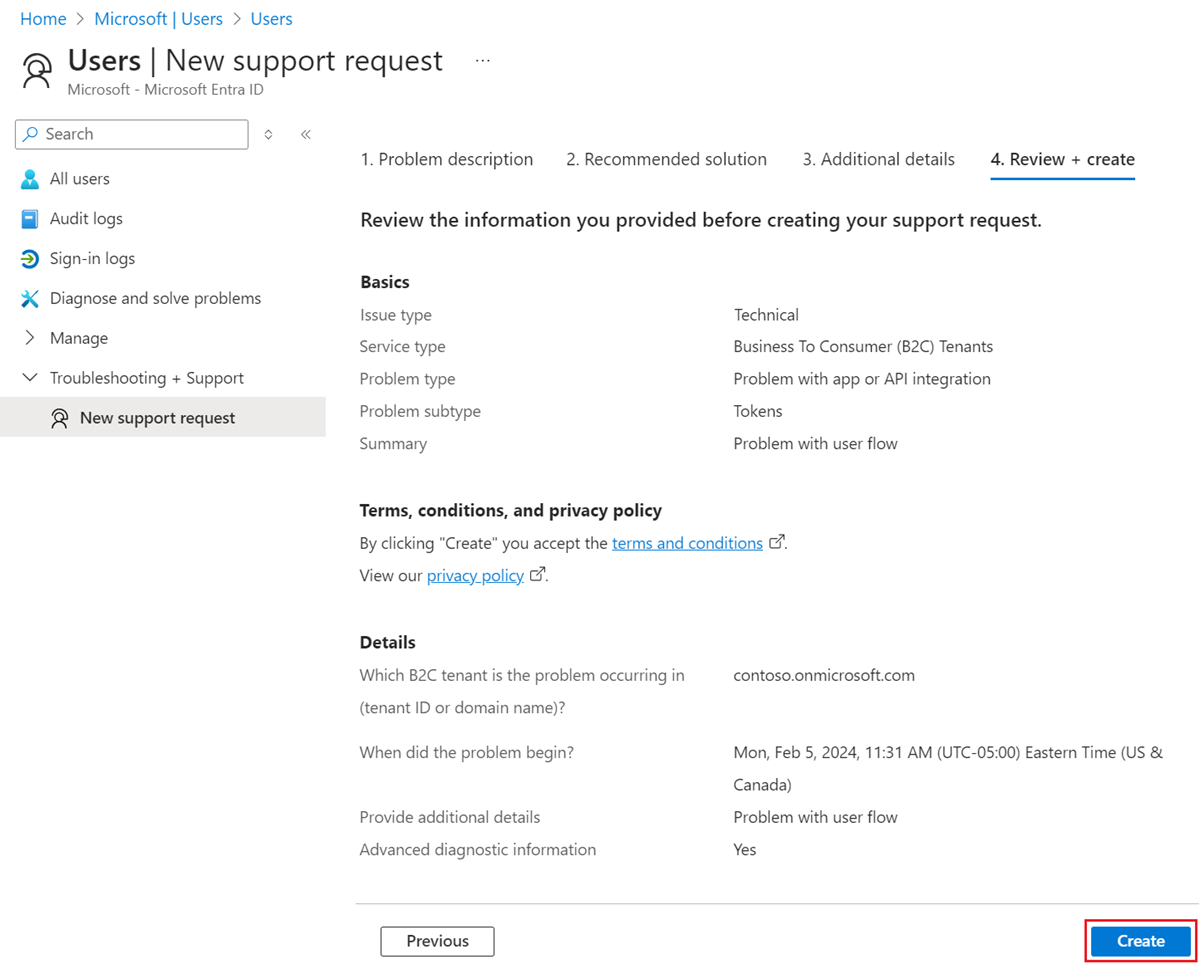 Home > Microsoft | Users > Users
Users | New support request ...
Microsoft - Microsoft Entra ID
Search
All users
Audit logs
Sign-in logs
Diagnose and solve problems
Manage
Troubleshooting + Support
New support request
1. Problem description 2. Recommended solution 3. Additional details 4. Review + create
Review the information you provided before creating your support request.
Basics
Issue type Technical
Service type Business To Consumer (B2C) Tenants
Problem type Problem with app or API integration
Problem subtype Tokens
Summary Problem with user flow
Terms, conditions, and privacy policy
By clicking "Create" you accept the terms and conditions.
View our privacy policy.
Details
Which B2C tenant is the problem occurring in contoso.onmicrosoft.com
(tenant ID or domain name)?
When did the problem begin? Mon, Feb 5, 2024, 11:31 AM (UTC-05:00) Eastern Time (US &
Canada)
Provide additional details Problem with user flow
Advanced diagnostic information Yes
Previous Create